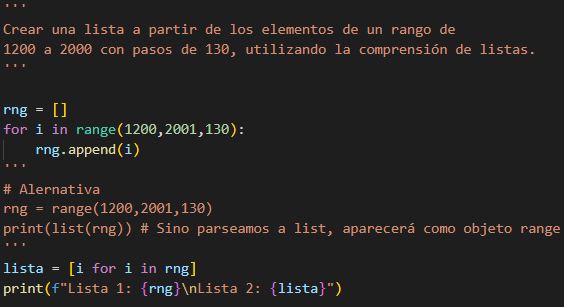 '''
Crear una lista a partir de los elementos de un rango de
1200 a 2000 con pasos de 130, utilizando la comprensión de listas.
'''
rng = []
for i in range(1200,2001,130):
    rng.append(i)
'''
# Alernativa
rng = range(1200,2001,130)
print(list(rng)) # Sino parseamos a list, aparecerá como objeto range
'''
lista = [i for i in rng]
print(f"Lista 1: {rng}\nLista 2: {lista}")